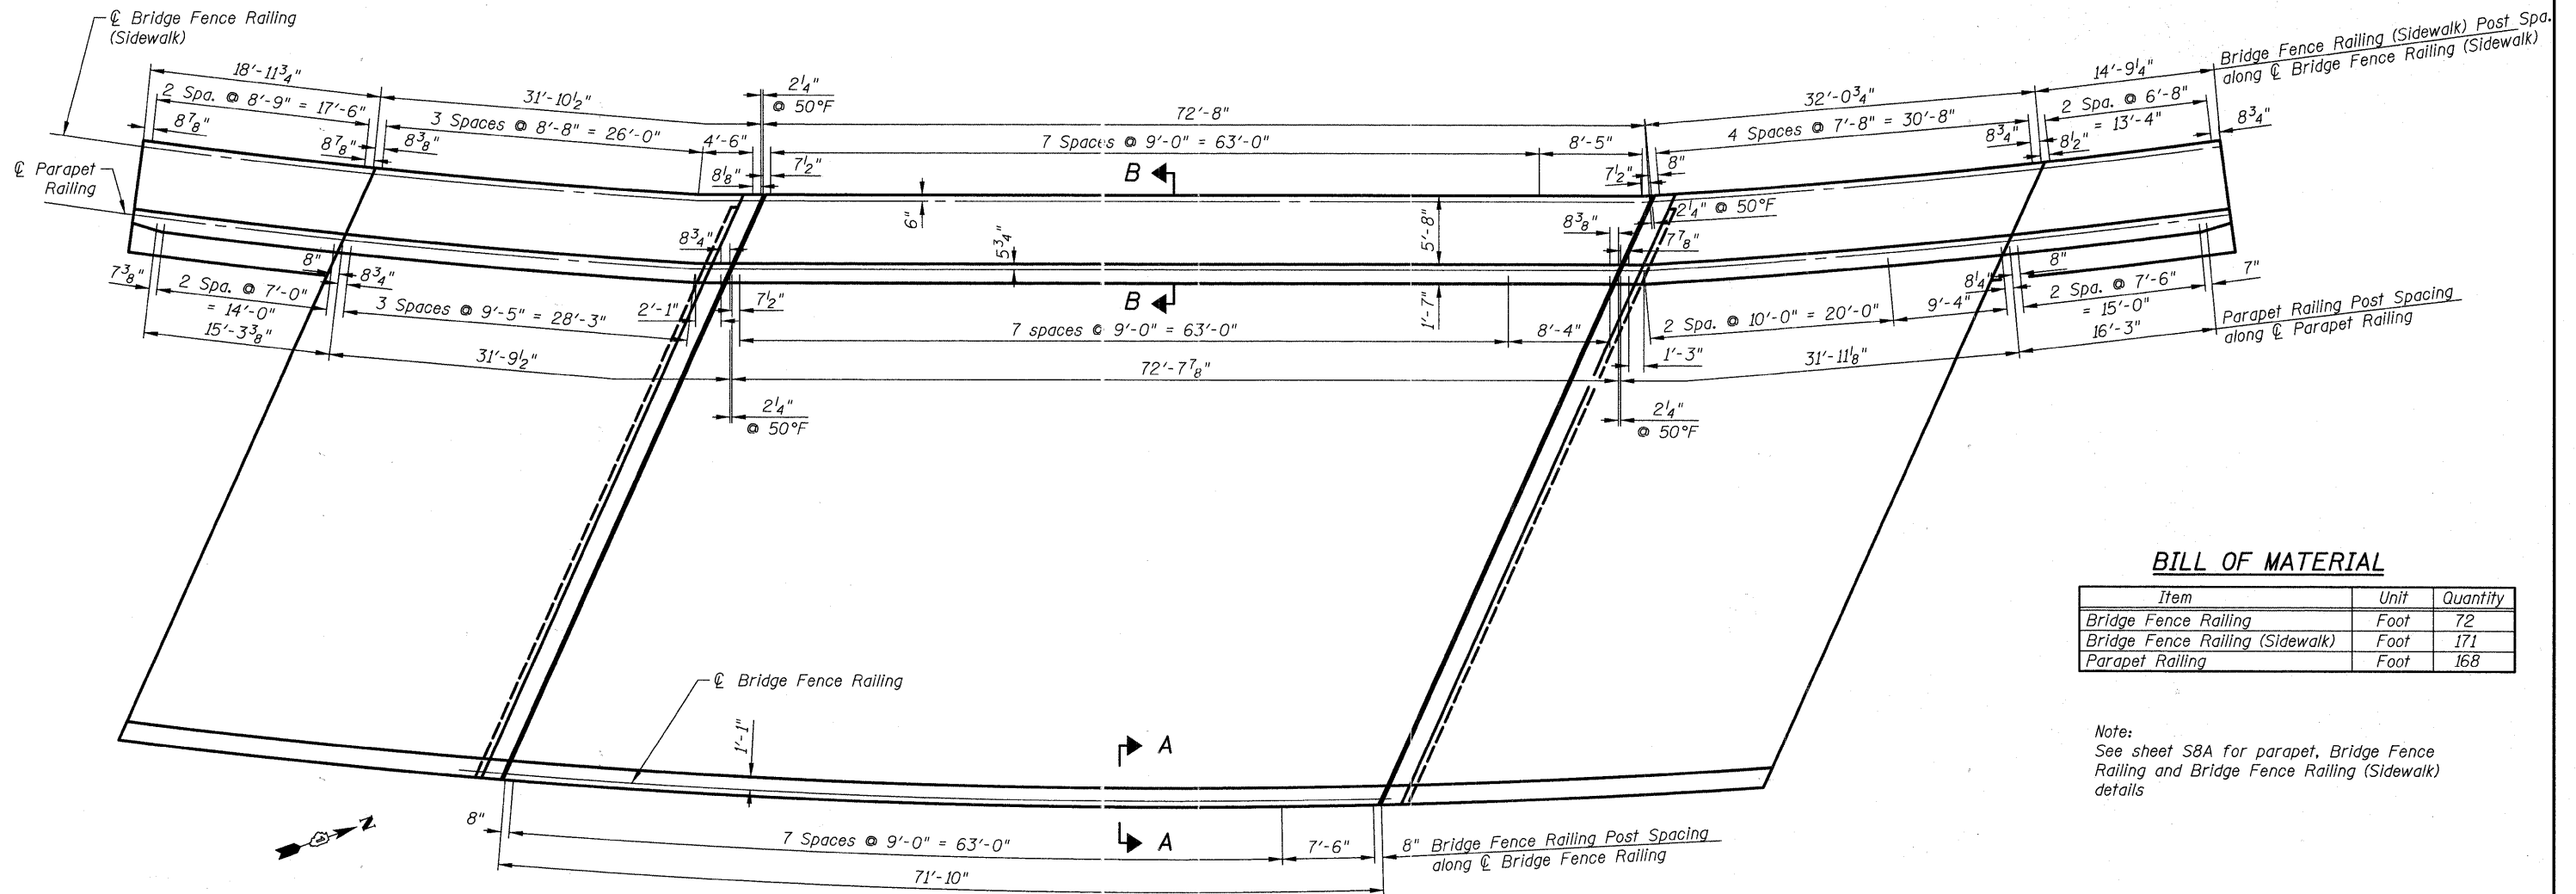 ℄ Bridge Fence Railing
(Sidewalk)
18'-11¾"
2 Spa. @ 8'-9" = 17'-6"
8⅞"
8⅞"
8⅜"
31'-10½"
3 Spaces @ 8'-8" = 26'-0"
4'-6"
8⅛"
2¼"
@ 50°F
7½"
72'-8"
7 Spaces @ 9'-0" = 63'-0"
8'-5"
7½"
8"
32'-0¾"
4 Spaces @ 7'-8" = 30'-8"
8¾"
8½"
14'-9¼"
2 Spa. @ 6'-8"
= 13'-4"
8¾"
Bridge Fence Railing (Sidewalk) Post Spa.
along ℄ Bridge Fence Railing (Sidewalk)
℄ Parapet
Railing
B
6"
5'-8"
2¼" @ 50°F
8¾"
5¾"
8⅜"
7⅞"
B
1'-7"
7⅜"
2 Spa. @ 7'-0"
= 14'-0"
15'-3⅜"
8"
8¾"
3 Spaces @ 9'-5" = 28'-3"
2'-1"
7½"
31'-9½"
7 spaces @ 9'-0" = 63'-0"
8'-4"
72'-7⅞"
2¼"
@ 50°F
2¼"
@ 50°F
1'-3"
2 Spa. @ 10'-0" = 20'-0"
9'-4"
31'-11⅛"
8¼"
8"
2 Spa. @ 7'-6"
= 15'-0"
16'-3"
7"
Parapet Railing Post Spacing
along ℄ Parapet Railing
BILL OF MATERIAL
Item Unit Quantity
Bridge Fence Railing Foot 72
Bridge Fence Railing (Sidewalk) Foot 171
Parapet Railing Foot 168
Note:
See sheet S8A for parapet, Bridge Fence
Railing and Bridge Fence Railing (Sidewalk)
details
℄ Bridge Fence Railing
1'-1"
A
A
N
8"
7 Spaces @ 9'-0" = 63'-0"
7'-6"
8"
Bridge Fence Railing Post Spacing
along ℄ Bridge Fence Railing
71'-10"